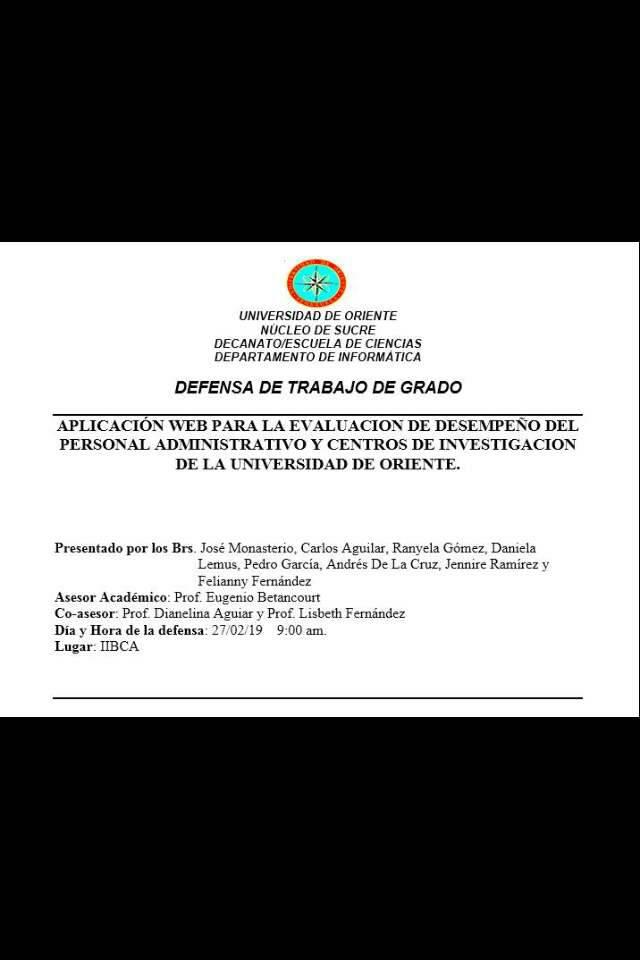 UNIVERSIDAD DE ORIENTE
NÚCLEO DE SUCRE
DECANATO/ESCUELA DE CIENCIAS
DEPARTAMENTO DE INFORMÁTICA
DEFENSA DE TRABAJO DE GRADO
APLICACIÓN WEB PARA LA EVALUACION DE DESEMPEÑO DEL
PERSONAL ADMINISTRATIVO Y CENTROS DE INVESTIGACION
DE LA UNIVERSIDAD DE ORIENTE.
Presentado por los Brs. José Monasterio, Carlos Aguilar, Ranyela Gómez, Daniela
Lemus, Pedro García, Andrés De La Cruz, Jennire Ramírez y
Felianny Fernández
Asesor Académico: Prof. Eugenio Betancourt
Co-asesor: Prof. Dianelina Aguiar y Prof. Lisbeth Fernández
Día y Hora de la defensa: 27/02/19 9:00 am.
Lugar: IIBCA